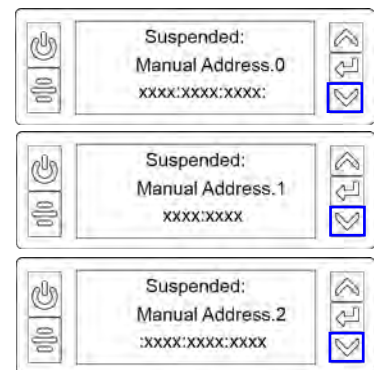 Suspended:
Manual Address.0
xxxx:xxxx:xxxx:
Suspended:
Manual Address.1
xxxx:xxxx
Suspended:
Manual Address.2
:xxxx:xxxx:xxxx